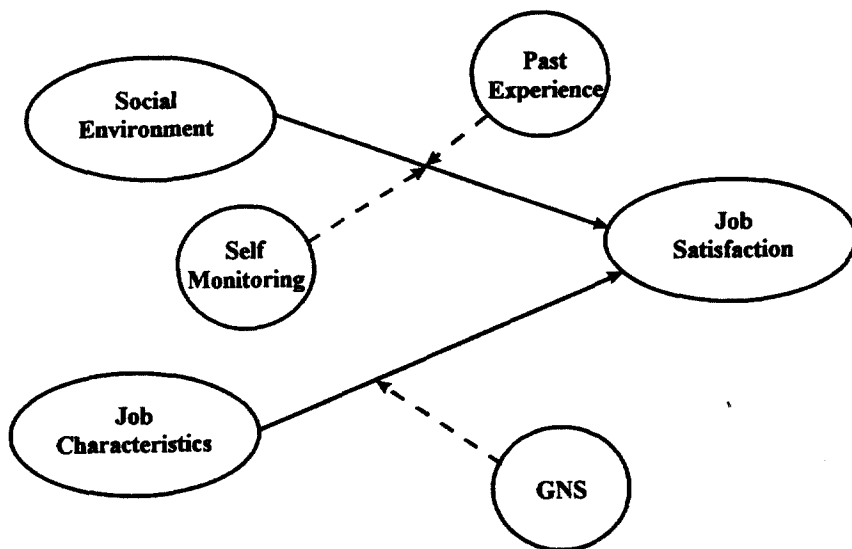 Past
Experience
Social
Environment
Self
Monitoring
Job
Satisfaction
Job
Characteristics
GNS